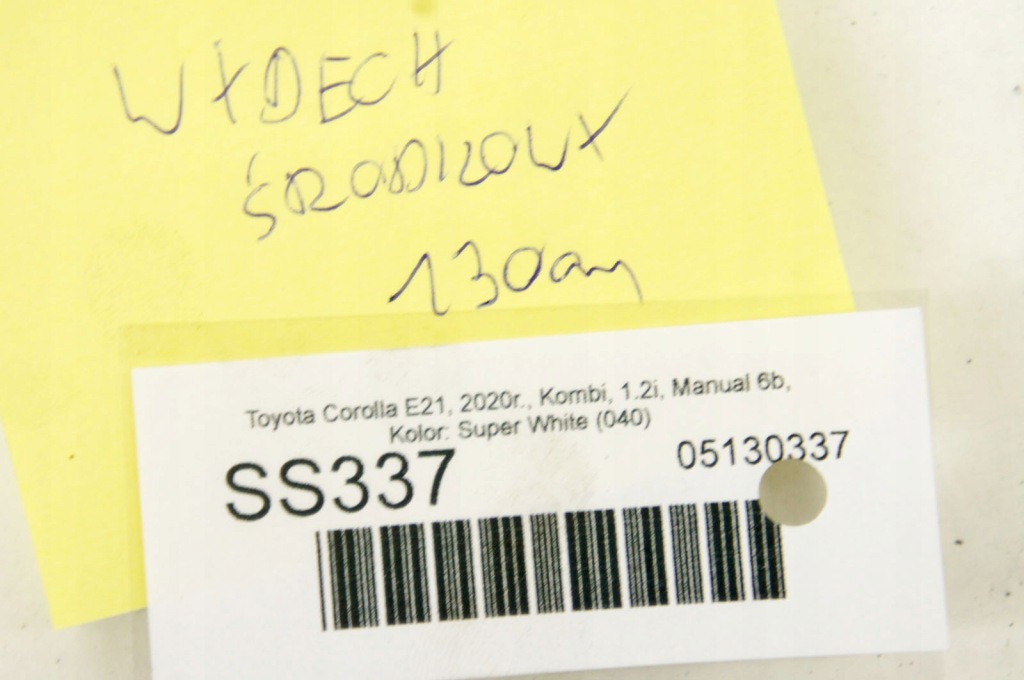 WYDECH
ŚRODKOWY
130cm
Toyota Corolla E21, 2020r., Kombi, 1.2i, Manual 6b,
Kolor: Super White (040)
SS337 05130337